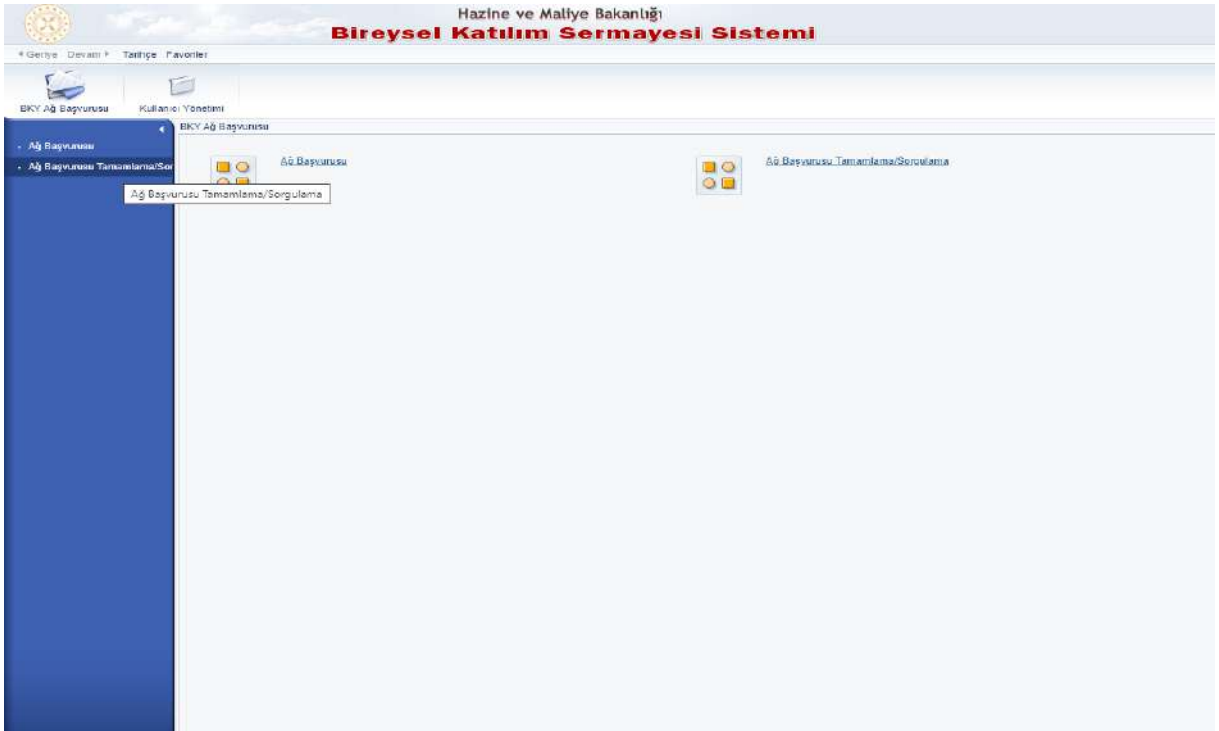 Hazine ve Maliye Bakanlığı
Bireysel Katılım Sermayesi Sistemi
Geriye Devam Tarihçe Favoriler
BKY Ağ Başvurusu Kullanıcı Yönetimi
BKY Ağ Başvurusu
Ağ Başvurusu
Ağ Başvurusu Tamamlama/Sor
Ağ Başvurusu Ağ Başvurusu Tamamlama/Sorgulama
Ağ Başvurusu Tamamlama/Sorgulama